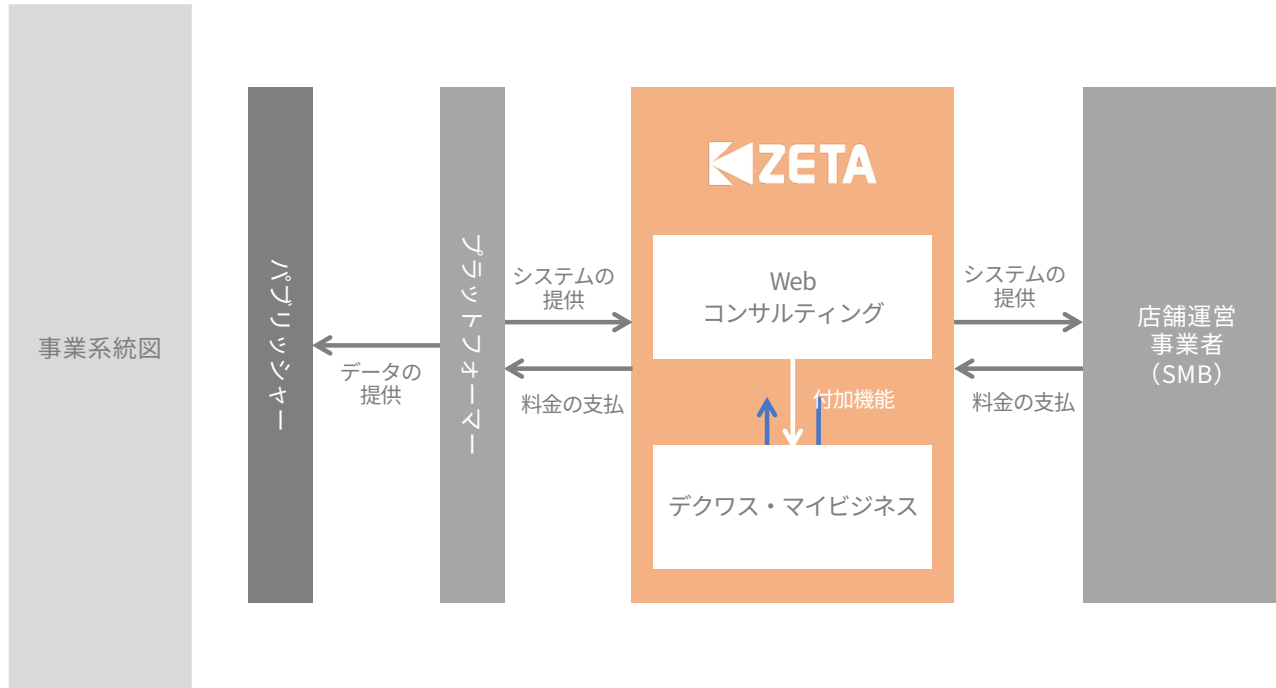 事業系統図
パブリッシャー
データの
提供
プラットフォーマー
システムの
提供
料金の支払
ZETA
Web
コンサルティング
付加機能
デクワス・マイビジネス
システムの
提供
料金の支払
店舗運営
事業者
（SMB）